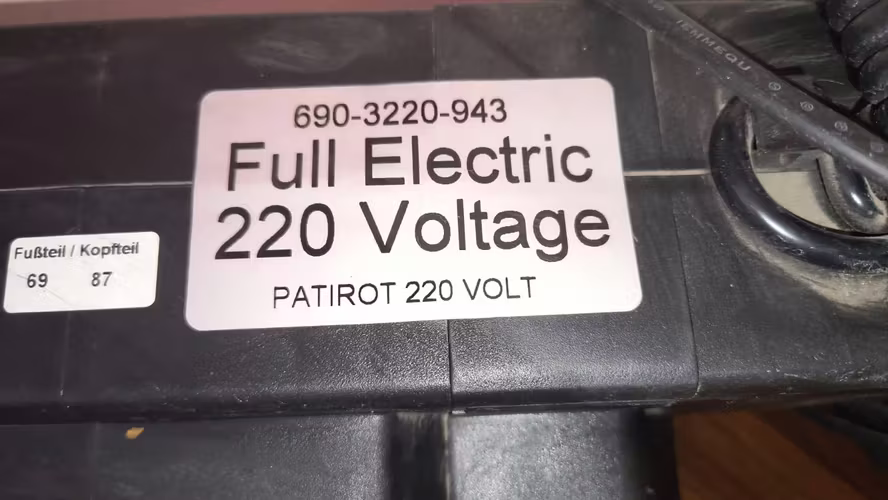 690-3220-943
Full Electric
220 Voltage
PATIROT 220 VOLT
Fußteil / Kopfteil
69 87